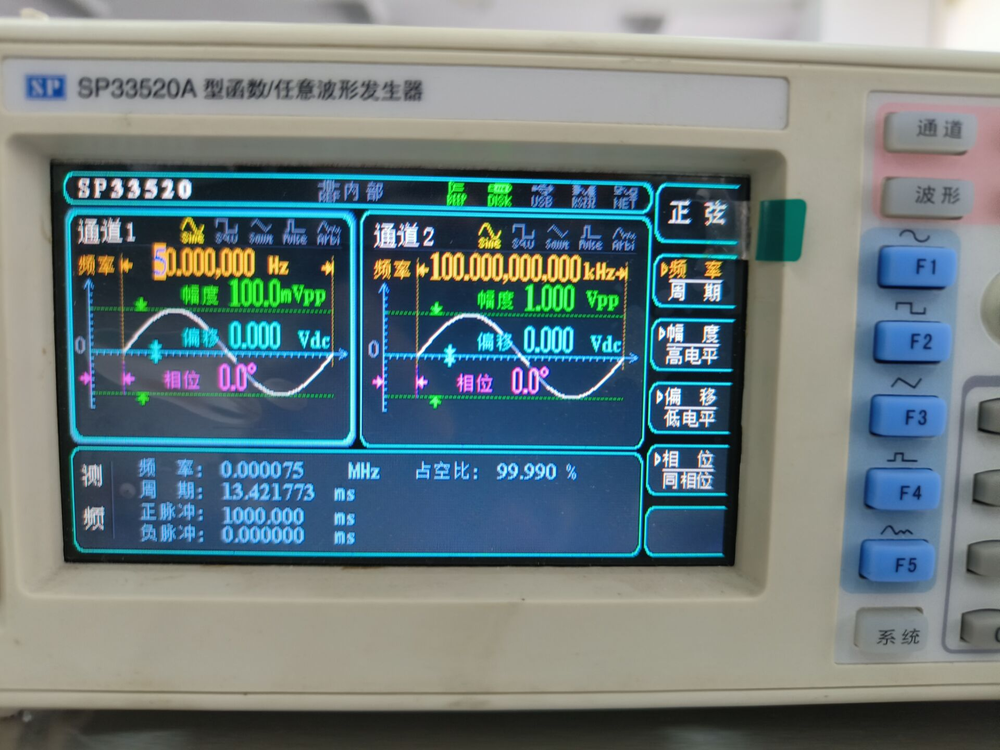 SP SP33520A 型函数/任意波形发生器
通道
波形
SP33520 内部 BEEP DISK USB RS232 NET
正弦
通道1 Sine Squ Sawt Pulse Arbi
频率 50.000,000 Hz
幅度 100.0mVpp
偏移 0.000 Vdc
0
相位 0.0°
通道2 Sine Squ Sawt Pulse Arbi
频率 100.000,000,000kHz
幅度 1.000 Vpp
偏移 0.000 Vdc
0
相位 0.0°
频率
周期
幅度
高电平
偏移
低电平
相位
同相位
测频
频率: 0.000075 MHz 占空比: 99.990 %
周期: 13.421773 ms
正脉冲: 1000.000 ms
负脉冲: 0.000000 ms
F1
F2
F3
F4
F5
系统